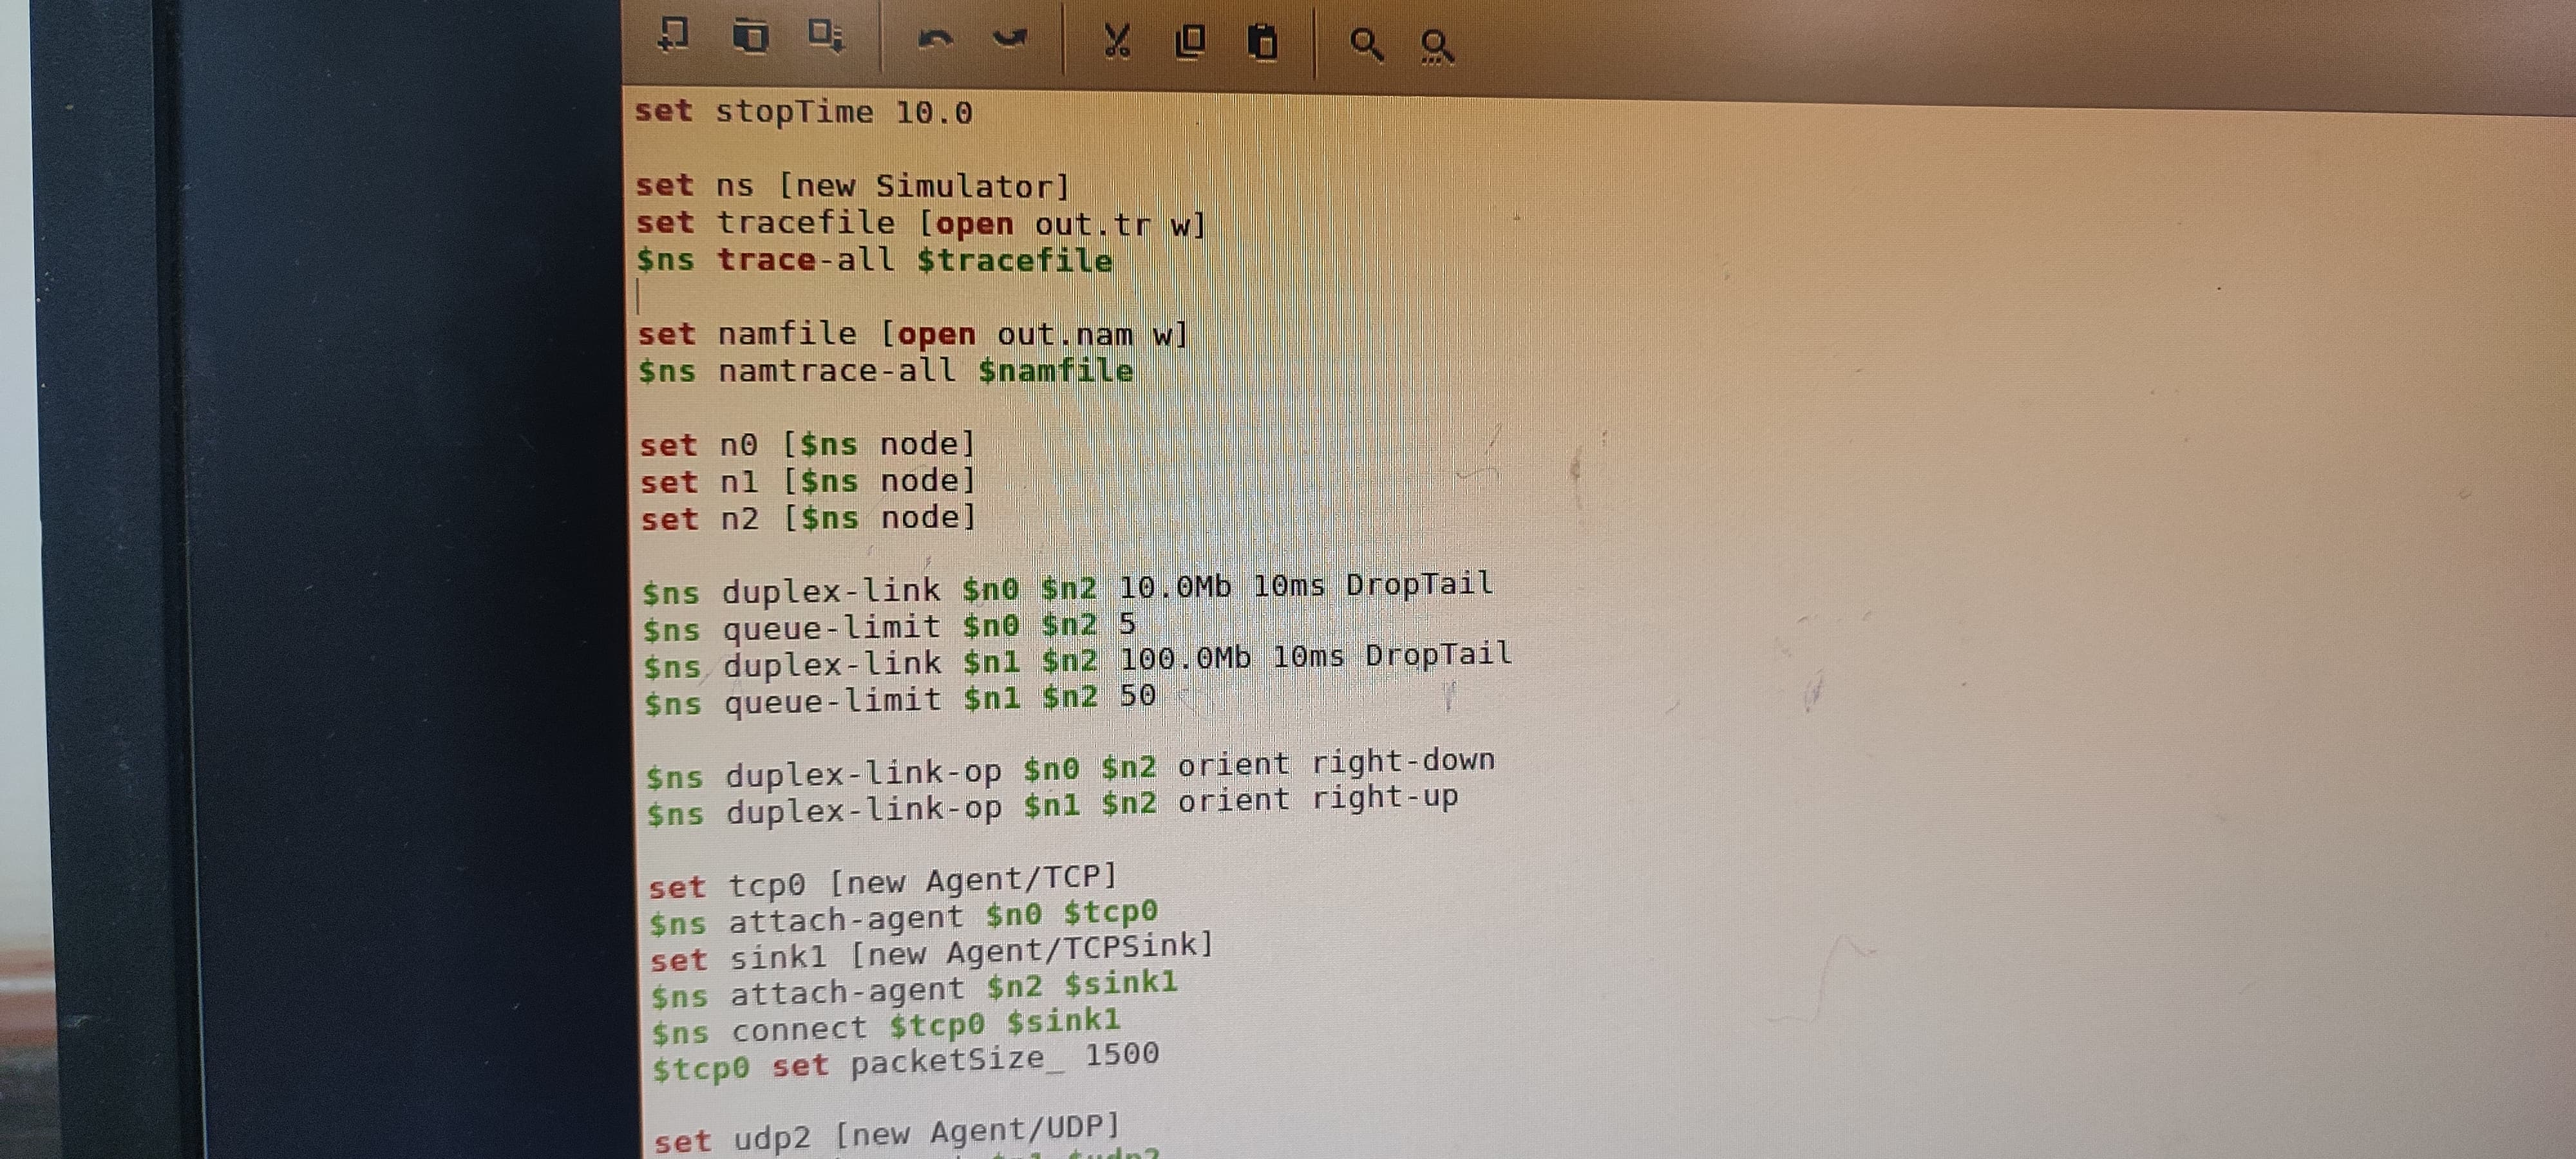 set stopTime 10.0
set ns [new Simulator]
set tracefile [open out.tr w]
$ns trace-all $tracefile
set namfile [open out.nam w]
$ns namtrace-all $namfile
set n0 [$ns node]
set n1 [$ns node]
set n2 [$ns node]
$ns duplex-link $n0 $n2 10.0Mb 10ms DropTail
$ns queue-limit $n0 $n2 5
$ns duplex-link $n1 $n2 100.0Mb 10ms DropTail
$ns queue-limit $n1 $n2 50
$ns duplex-link-op $n0 $n2 orient right-down
$ns duplex-link-op $n1 $n2 orient right-up
set tcp0 [new Agent/TCP]
$ns attach-agent $n0 $tcp0
set sink1 [new Agent/TCPSink]
$ns attach-agent $n2 $sink1
$ns connect $tcp0 $sink1
$tcp0 set packetSize_ 1500
set udp2 [new Agent/UDP]